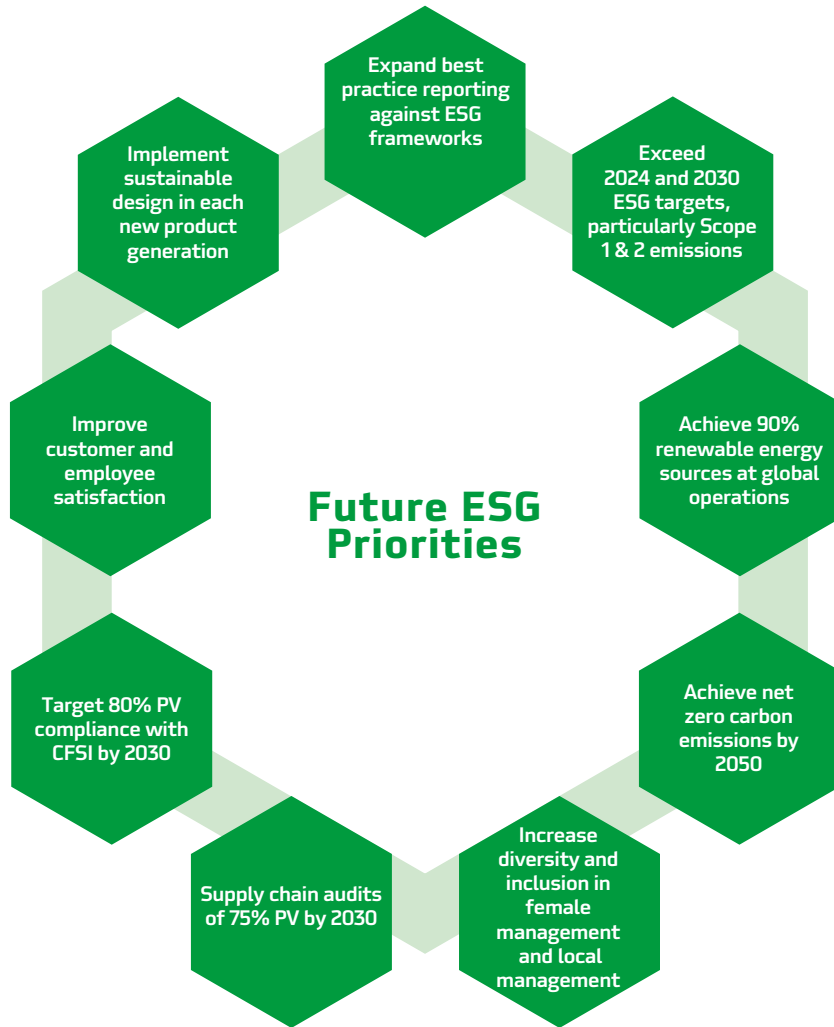 Expand best
practice reporting
against ESG
frameworks
Exceed
2024 and 2030
ESG targets,
particularly Scope
1 & 2 emissions
Achieve 90%
renewable energy
sources at global
operations
Achieve net
zero carbon
emissions by
2050
Increase
diversity and
inclusion in
female
management
and local
management
Supply chain audits
of 75% PV by 2030
Target 80% PV
compliance with
CFSI by 2030
Improve
customer and
employee
satisfaction
Implement
sustainable
design in each
new product
generation
Future ESG
Priorities